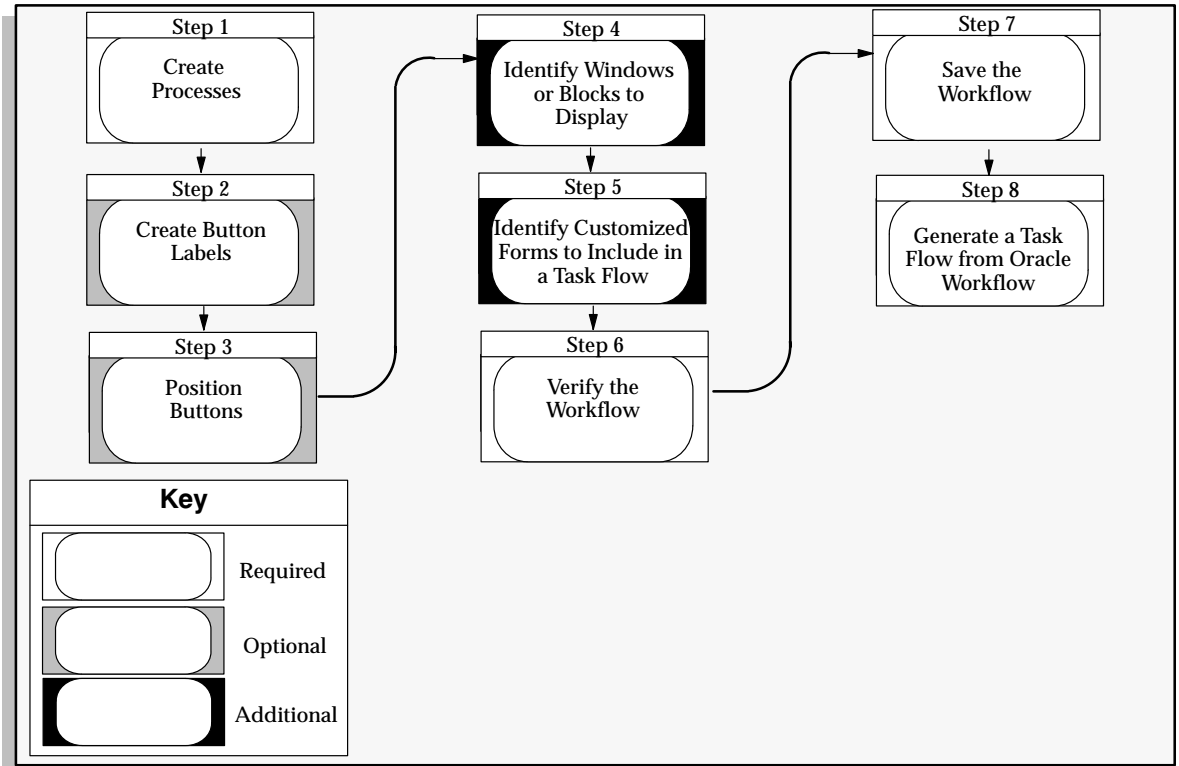 Step 1
Create
Processes
Step 2
Create Button
Labels
Step 3
Position
Buttons
Step 4
Identify Windows
or Blocks to
Display
Step 5
Identify Customized
Forms to Include in
a Task Flow
Step 6
Verify the
Workflow
Step 7
Save the
Workflow
Step 8
Generate a Task
Flow from Oracle
Workflow
Key
Required
Optional
Additional